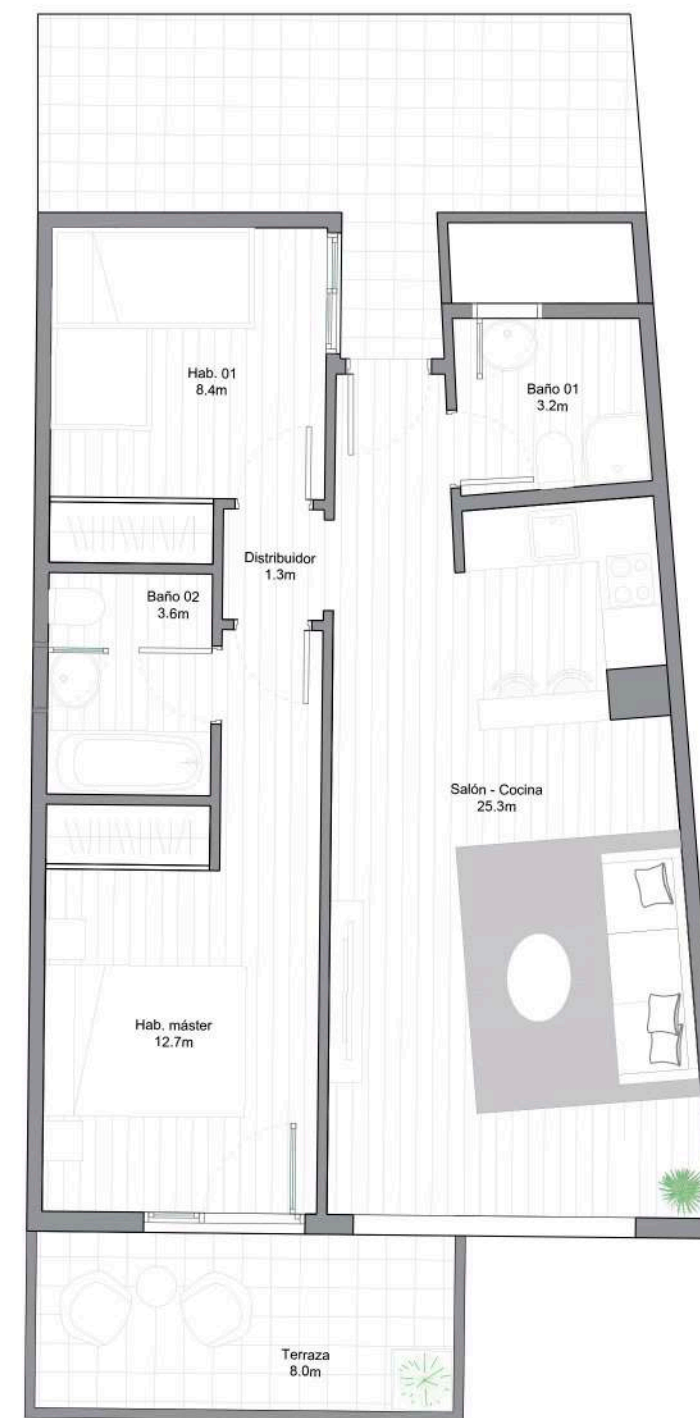 Hab. 01
8.4m
Baño 01
3.2m
Distribuidor
1.3m
Baño 02
3.6m
Salón - Cocina
25.3m
Hab. máster
12.7m
Terraza
8.0m